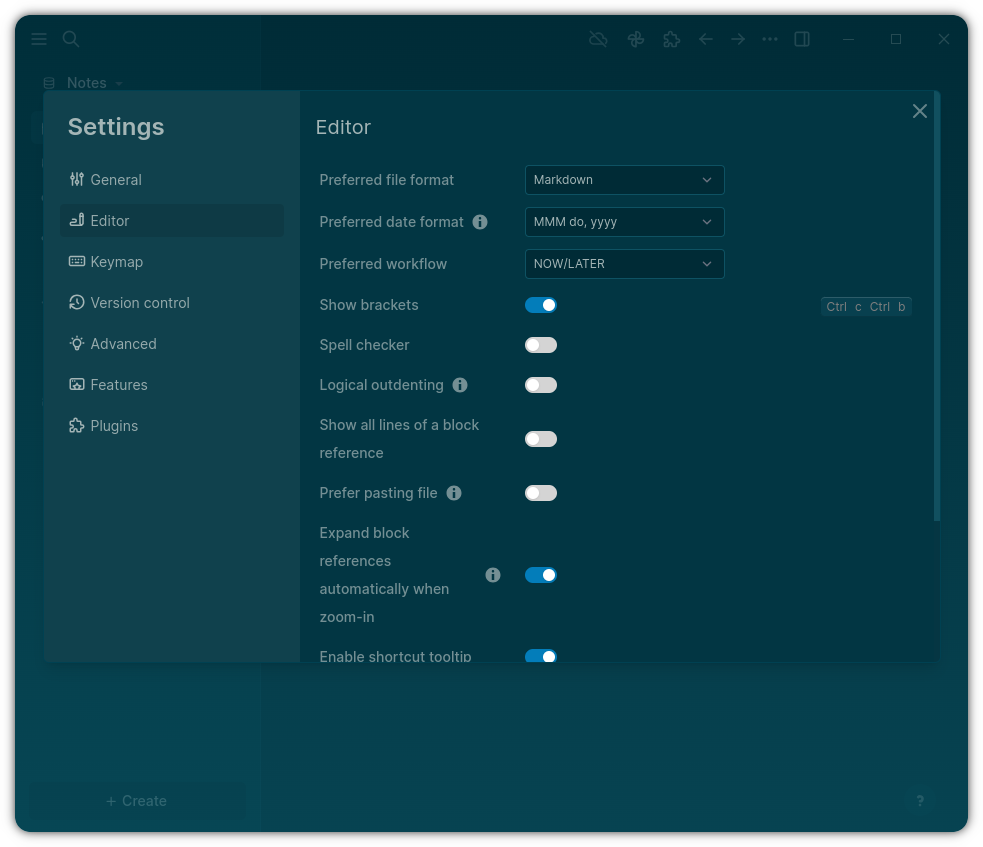 Notes
Settings
General
Editor
Keymap
Version control
Advanced
Features
Plugins
Editor
Preferred file format
Markdown
Preferred date format
MMM do, yyyy
Preferred workflow
NOW/LATER
Show brackets
Ctrl c Ctrl b
Spell checker
Logical outdenting
Show all lines of a block
reference
Prefer pasting file
Expand block
references
automatically when
zoom-in
Enable shortcut tooltip
+ Create
?